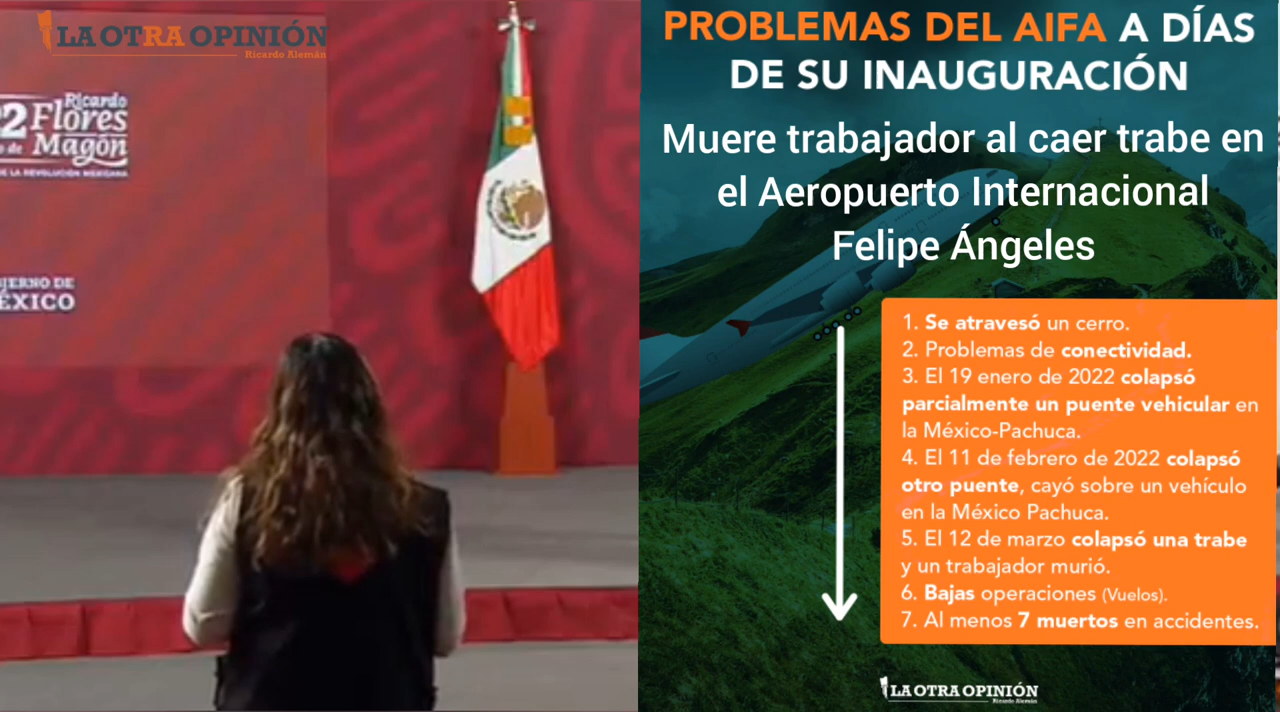 LA OTRA OPINIÓN
Ricardo Alemán
22 Ricardo
Flores
de Magón
DE LA REVOLUCIÓN MEXICANA
MÉXICO
PROBLEMAS DEL AIFA A DÍAS
DE SU INAUGURACIÓN
Muere trabajador al caer trabe en
el Aeropuerto Internacional
Felipe Ángeles
1. Se atravesó un cerro.
2. Problemas de conectividad.
3. El 19 enero de 2022 colapsó
parcialmente un puente vehicular en
la México-Pachuca.
4. El 11 de febrero de 2022 colapsó
otro puente, cayó sobre un vehículo
en la México Pachuca.
5. El 12 de marzo colapsó una trabe
y un trabajador murió.
6. Bajas operaciones (Vuelos).
7. Al menos 7 muertos en accidentes.
LA OTRA OPINIÓN
Ricardo Alemán